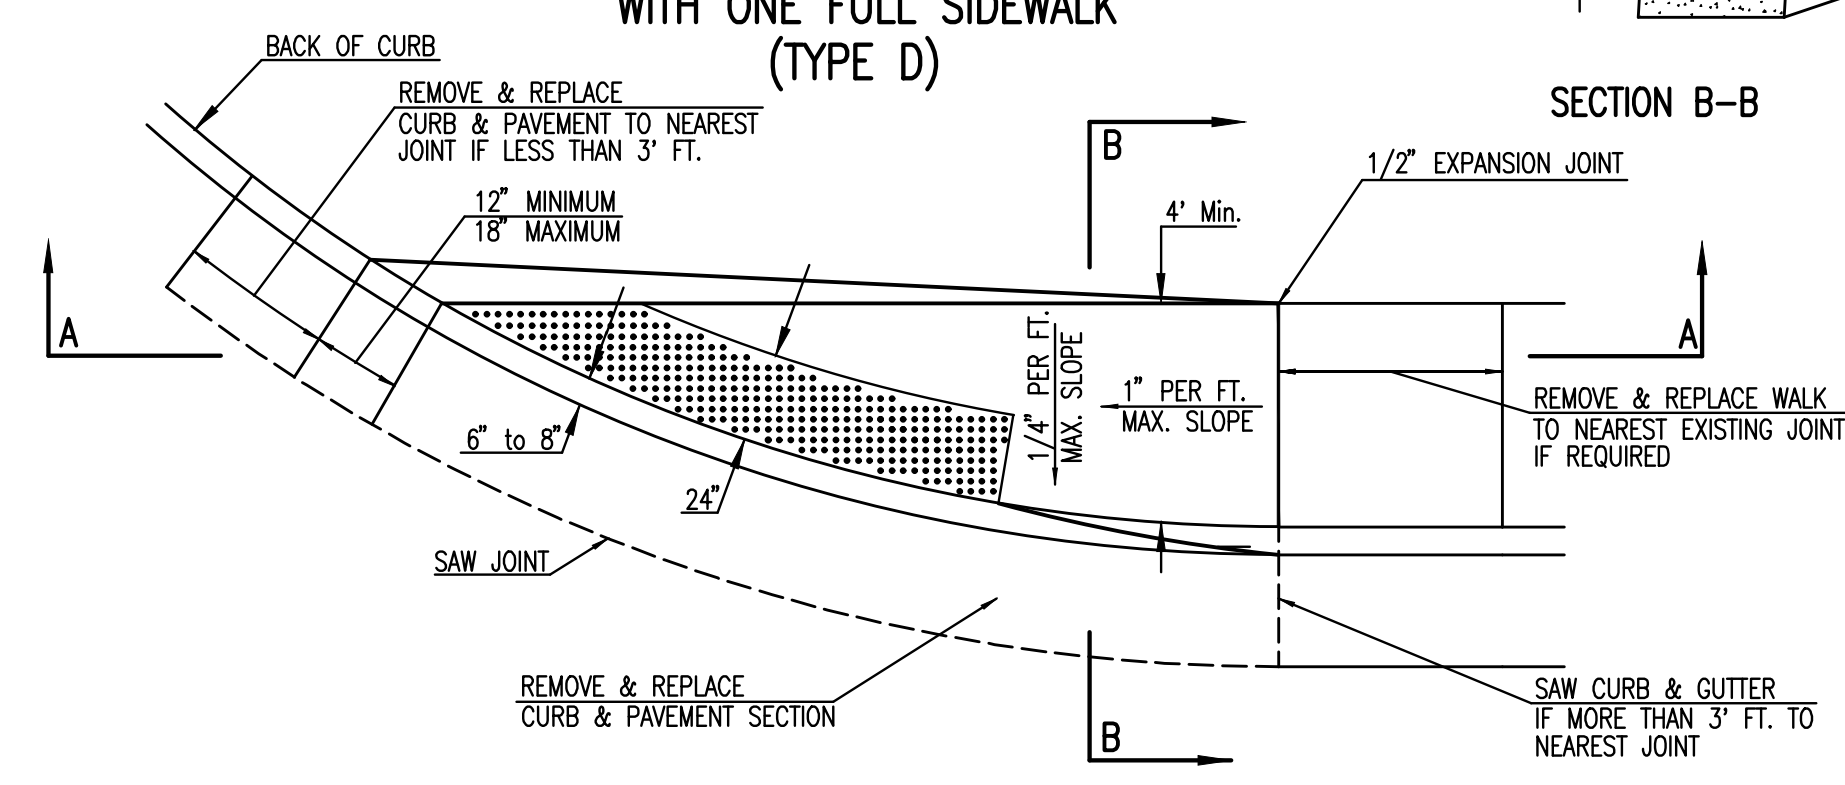 WITH ONE FULL SIDEWALK
(TYPE D)
BACK OF CURB
REMOVE & REPLACE
CURB & PAVEMENT TO NEAREST
JOINT IF LESS THAN 3' FT.
SECTION B-B
B
1/2" EXPANSION JOINT
12" MINIMUM
18" MAXIMUM
4' Min.
A
A
1/4" PER FT.
MAX. SLOPE
1" PER FT.
MAX. SLOPE
REMOVE & REPLACE WALK
TO NEAREST EXISTING JOINT
IF REQUIRED
6" to 8"
24"
SAW JOINT
REMOVE & REPLACE
CURB & PAVEMENT SECTION
SAW CURB & GUTTER
IF MORE THAN 3' FT. TO
NEAREST JOINT
B